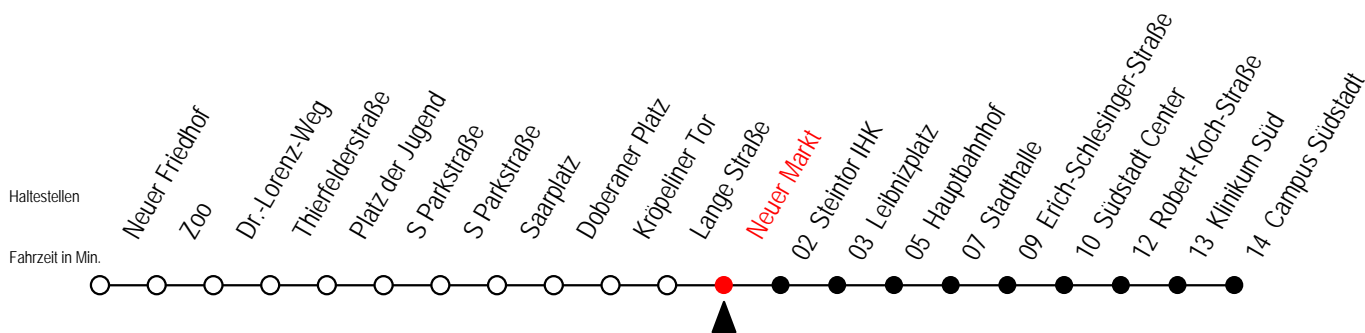 Haltestellen
Fahrzeit in Min.
Neuer Friedhof
Zoo
Dr.-Lorenz-Weg
Thierfelderstraße
Platz der Jugend
S Parkstraße
S Parkstraße
Saarplatz
Doberaner Platz
Kröpeliner Tor
Lange Straße
Neuer Markt
02 Steintor IHK
03 Leibnizplatz
05 Hauptbahnhof
07 Stadthalle
09 Erich-Schlesinger-Straße
10 Südstadt Center
12 Robert-Koch-Straße
13 Klinikum Süd
14 Campus Südstadt